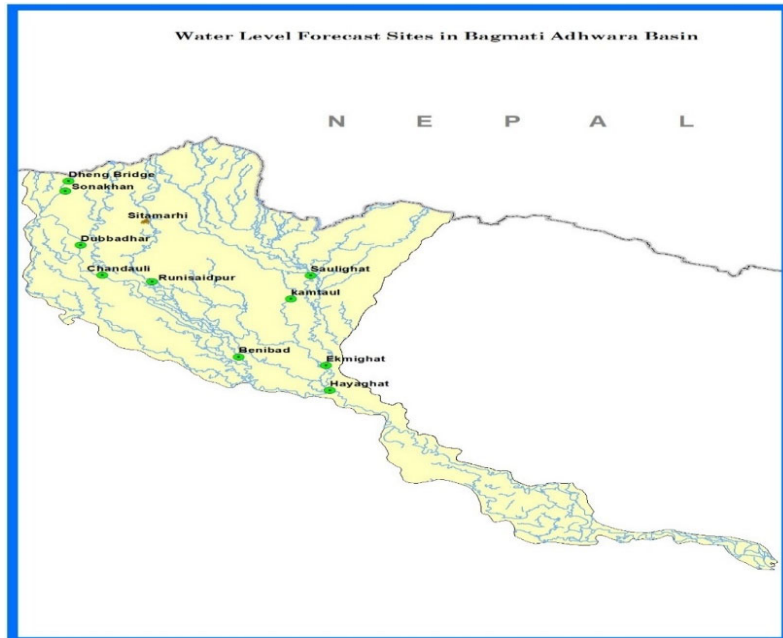 Water Level Forecast Sites in Bagmati Adhwara Basin
N E P A L
Dheng Bridge
Sonakhan
Sitamarhi
Dubbadhar
Chandauli
Runisaidpur
Saulighat
kamtaul
Benibad
Ekmighat
Hayaghat